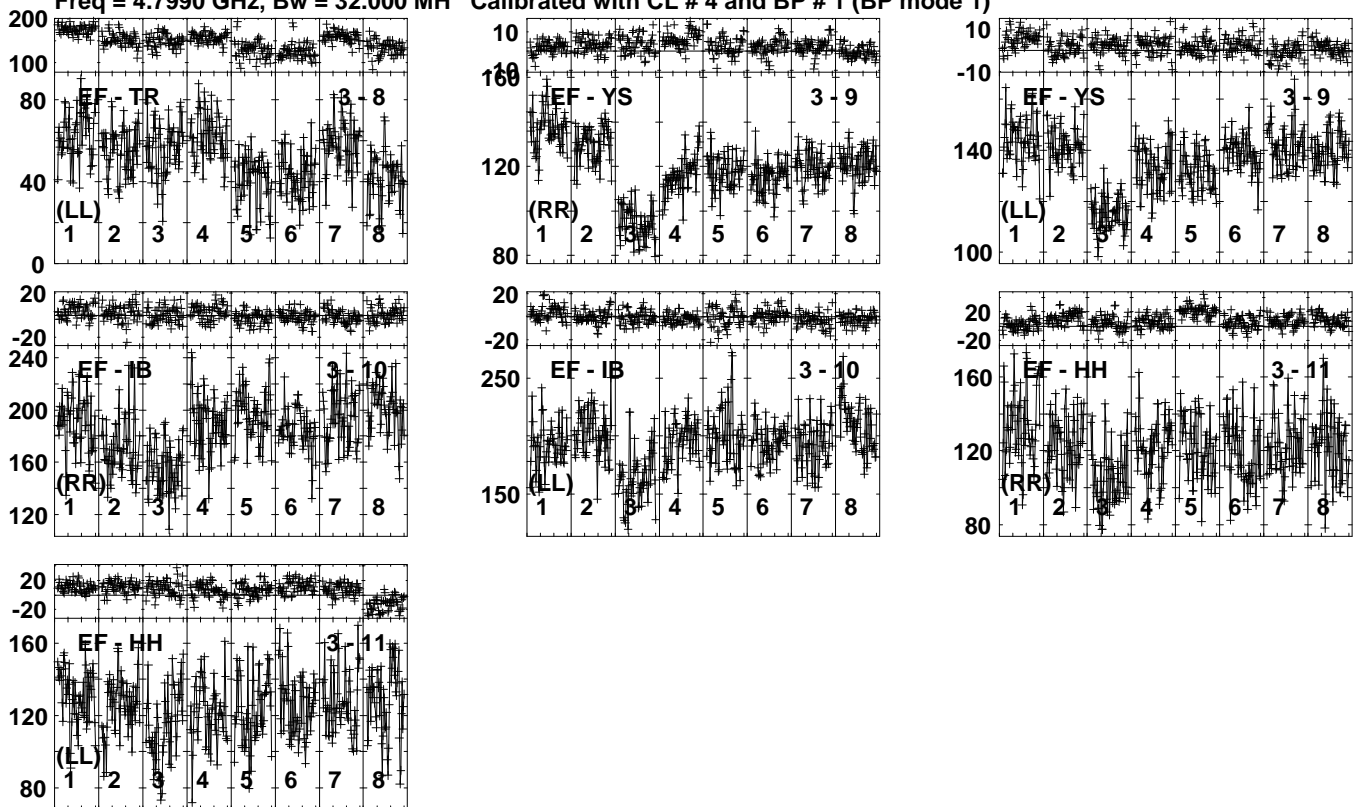 Freq = 4.7990 GHz, Bw = 32.000 MH Calibrated with CL # 4 and BP # 1 (BP mode 1)
200
100
80
40
0
EF - TR 3 - 8
(LL)
1 2 3 4 5 6 7 8
10
-10
160
120
80
EF - YS 3 - 9
(RR)
1 2 3 4 5 6 7 8
10
-10
140
100
EF - YS 3 - 9
(LL)
1 2 3 4 5 6 7 8
20
-20
240
200
160
120
EF - IB 3 - 10
(RR)
1 2 3 4 5 6 7 8
20
-20
250
150
EF - IB 3 - 10
(LL)
1 2 3 4 5 6 7 8
20
-20
160
120
80
EF - HH 3 - 11
(RR)
1 2 3 4 5 6 7 8
20
-20
160
120
80
EF - HH 3 - 11
(LL)
1 2 3 4 5 6 7 8